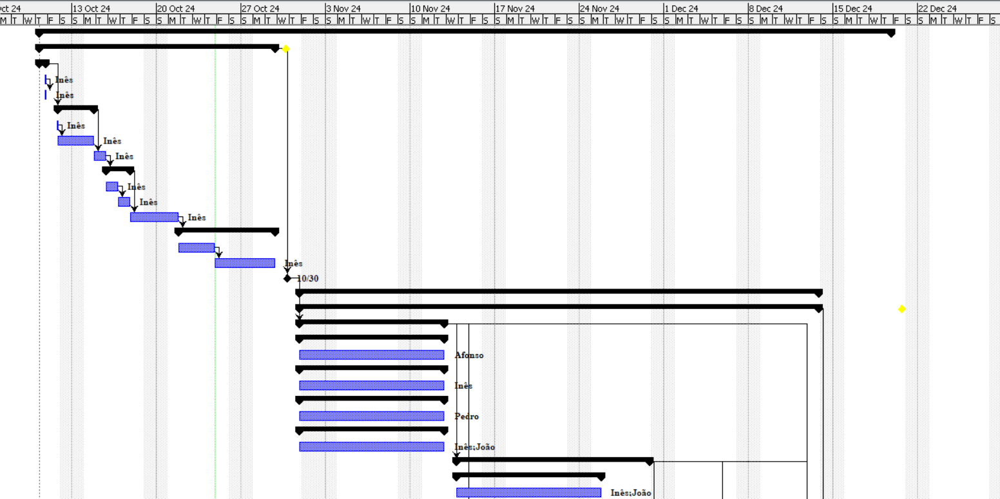 ct 24 13 Oct 24 20 Oct 24 27 Oct 24 3 Nov 24 10 Nov 24 17 Nov 24 24 Nov 24 1 Dec 24 8 Dec 24 15 Dec 24 22 Dec 24
M T W T F S S M T W T F S S M T W T F S S M T W T F S S M T W T F S S M T W T F S S M T W T F S S M T W T F S S M T W T F S S M T W T F S S M T W T F S S M T W T F S
Inês
Inês
Inês
Inês
Inês
Inês
Inês
Inês
Inês
10/30
Afonso
Inês
Pedro
Inês;João
Inês;João